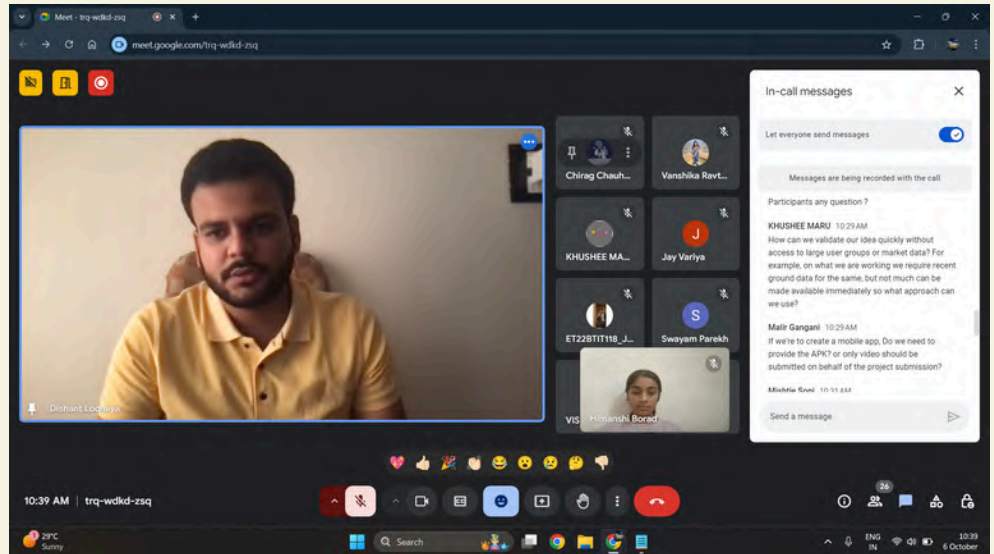 Meet - trq-wdkd-zsq
meet.google.com/trq-wdkd-zsq
In-call messages
Let everyone send messages
Messages are being recorded with the call
Participants any question ?
KHUSHEE MARU 10:29 AM
How can we validate our idea quickly without
access to large user groups or market data? For
example, on what we are working we require recent
ground data for the same, but not much can be
made available immediately so what approach can
we use?
Malir Gangani 10:29 AM
If we're to create a mobile app, Do we need to
provide the APK? or only video should be
submitted on behalf of the project submission?
Mishtie Soni 10:31 AM
Send a message
Chirag Chauh...
Vanshika Ravt...
KHUSHEE MA...
J
Jay Variya
ET22BTIT118_J...
S
Swayam Parekh
VIS
Himanshi Borad
Dishant
10:39 AM | trq-wdkd-zsq
26
29°C
Sunny
Search
ENG
IN
10:39
6 October